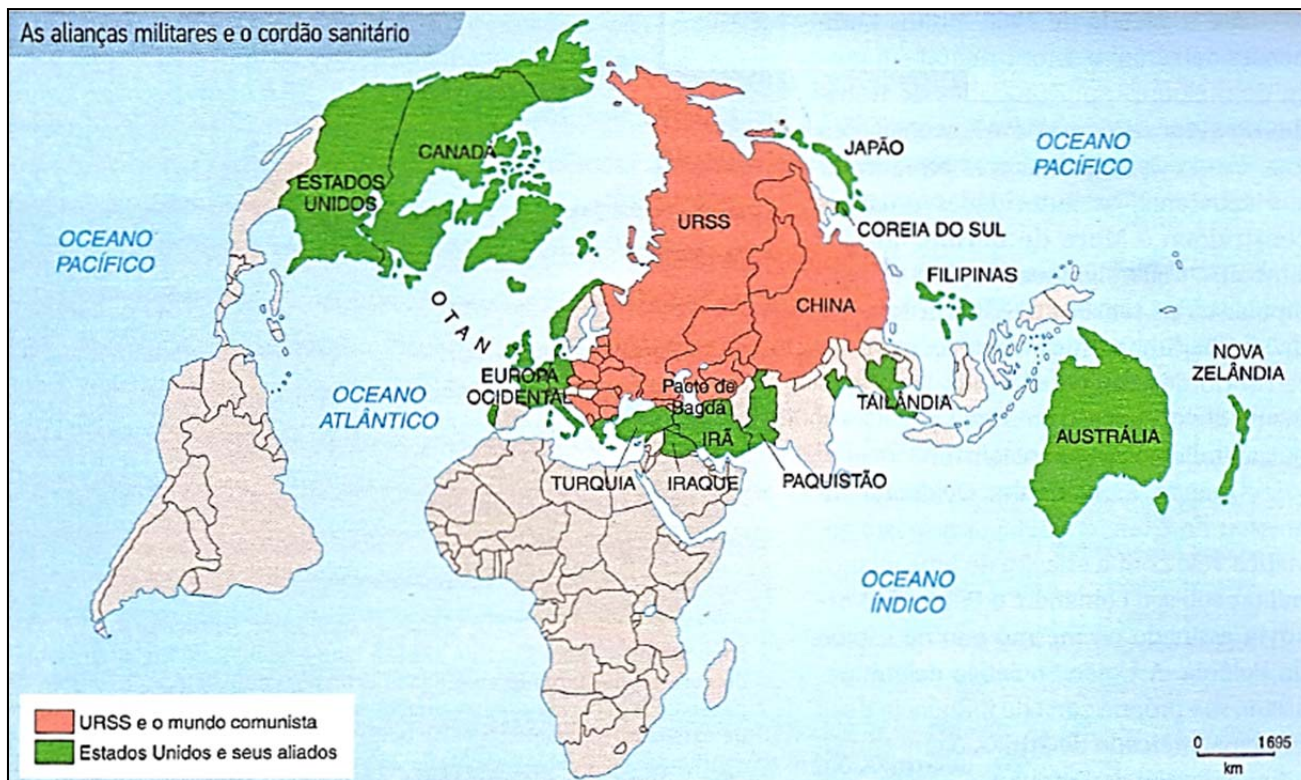 As alianças militares e o cordão sanitário
CANADÁ
ESTADOS
UNIDOS
OCEANO
PACÍFICO
OTAN
OCEANO
ATLÂNTICO
EUROPA
OCIDENTAL
URSS
CHINA
JAPÃO
COREIA DO SUL
OCEANO
PACÍFICO
FILIPINAS
Pacto de
Bagdá
IRÃ
TURQUIA
IRAQUE
PAQUISTÃO
TAILÂNDIA
NOVA
ZELÂNDIA
AUSTRÁLIA
OCEANO
ÍNDICO
URSS e o mundo comunista
Estados Unidos e seus aliados
0 1695
km